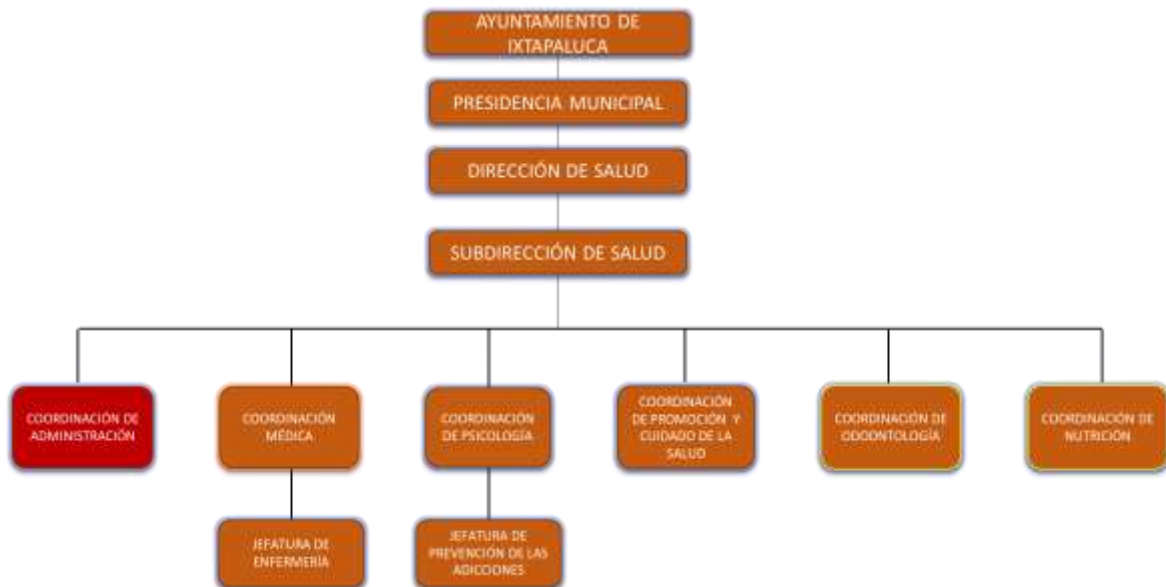 AYUNTAMIENTO DE
IXTAPALUCA
PRESIDENCIA MUNICIPAL
DIRECCIÓN DE SALUD
SUBDIRECCIÓN DE SALUD
COORDINACIÓN DE
ADMINISTRACIÓN
COORDINACIÓN
MÉDICA
COORDINACIÓN
DE PSICOLOGÍA
COORDINACIÓN
DE PROMOCIÓN Y
CUIDADO DE LA
SALUD
COORDINACIÓN DE
ODODONTOLOGÍA
COORDINACIÓN DE
NUTRICIÓN
JEFATURA DE
ENFERMERÍA
JEFATURA DE
PREVENCIÓN DE LAS
ADICCIONES